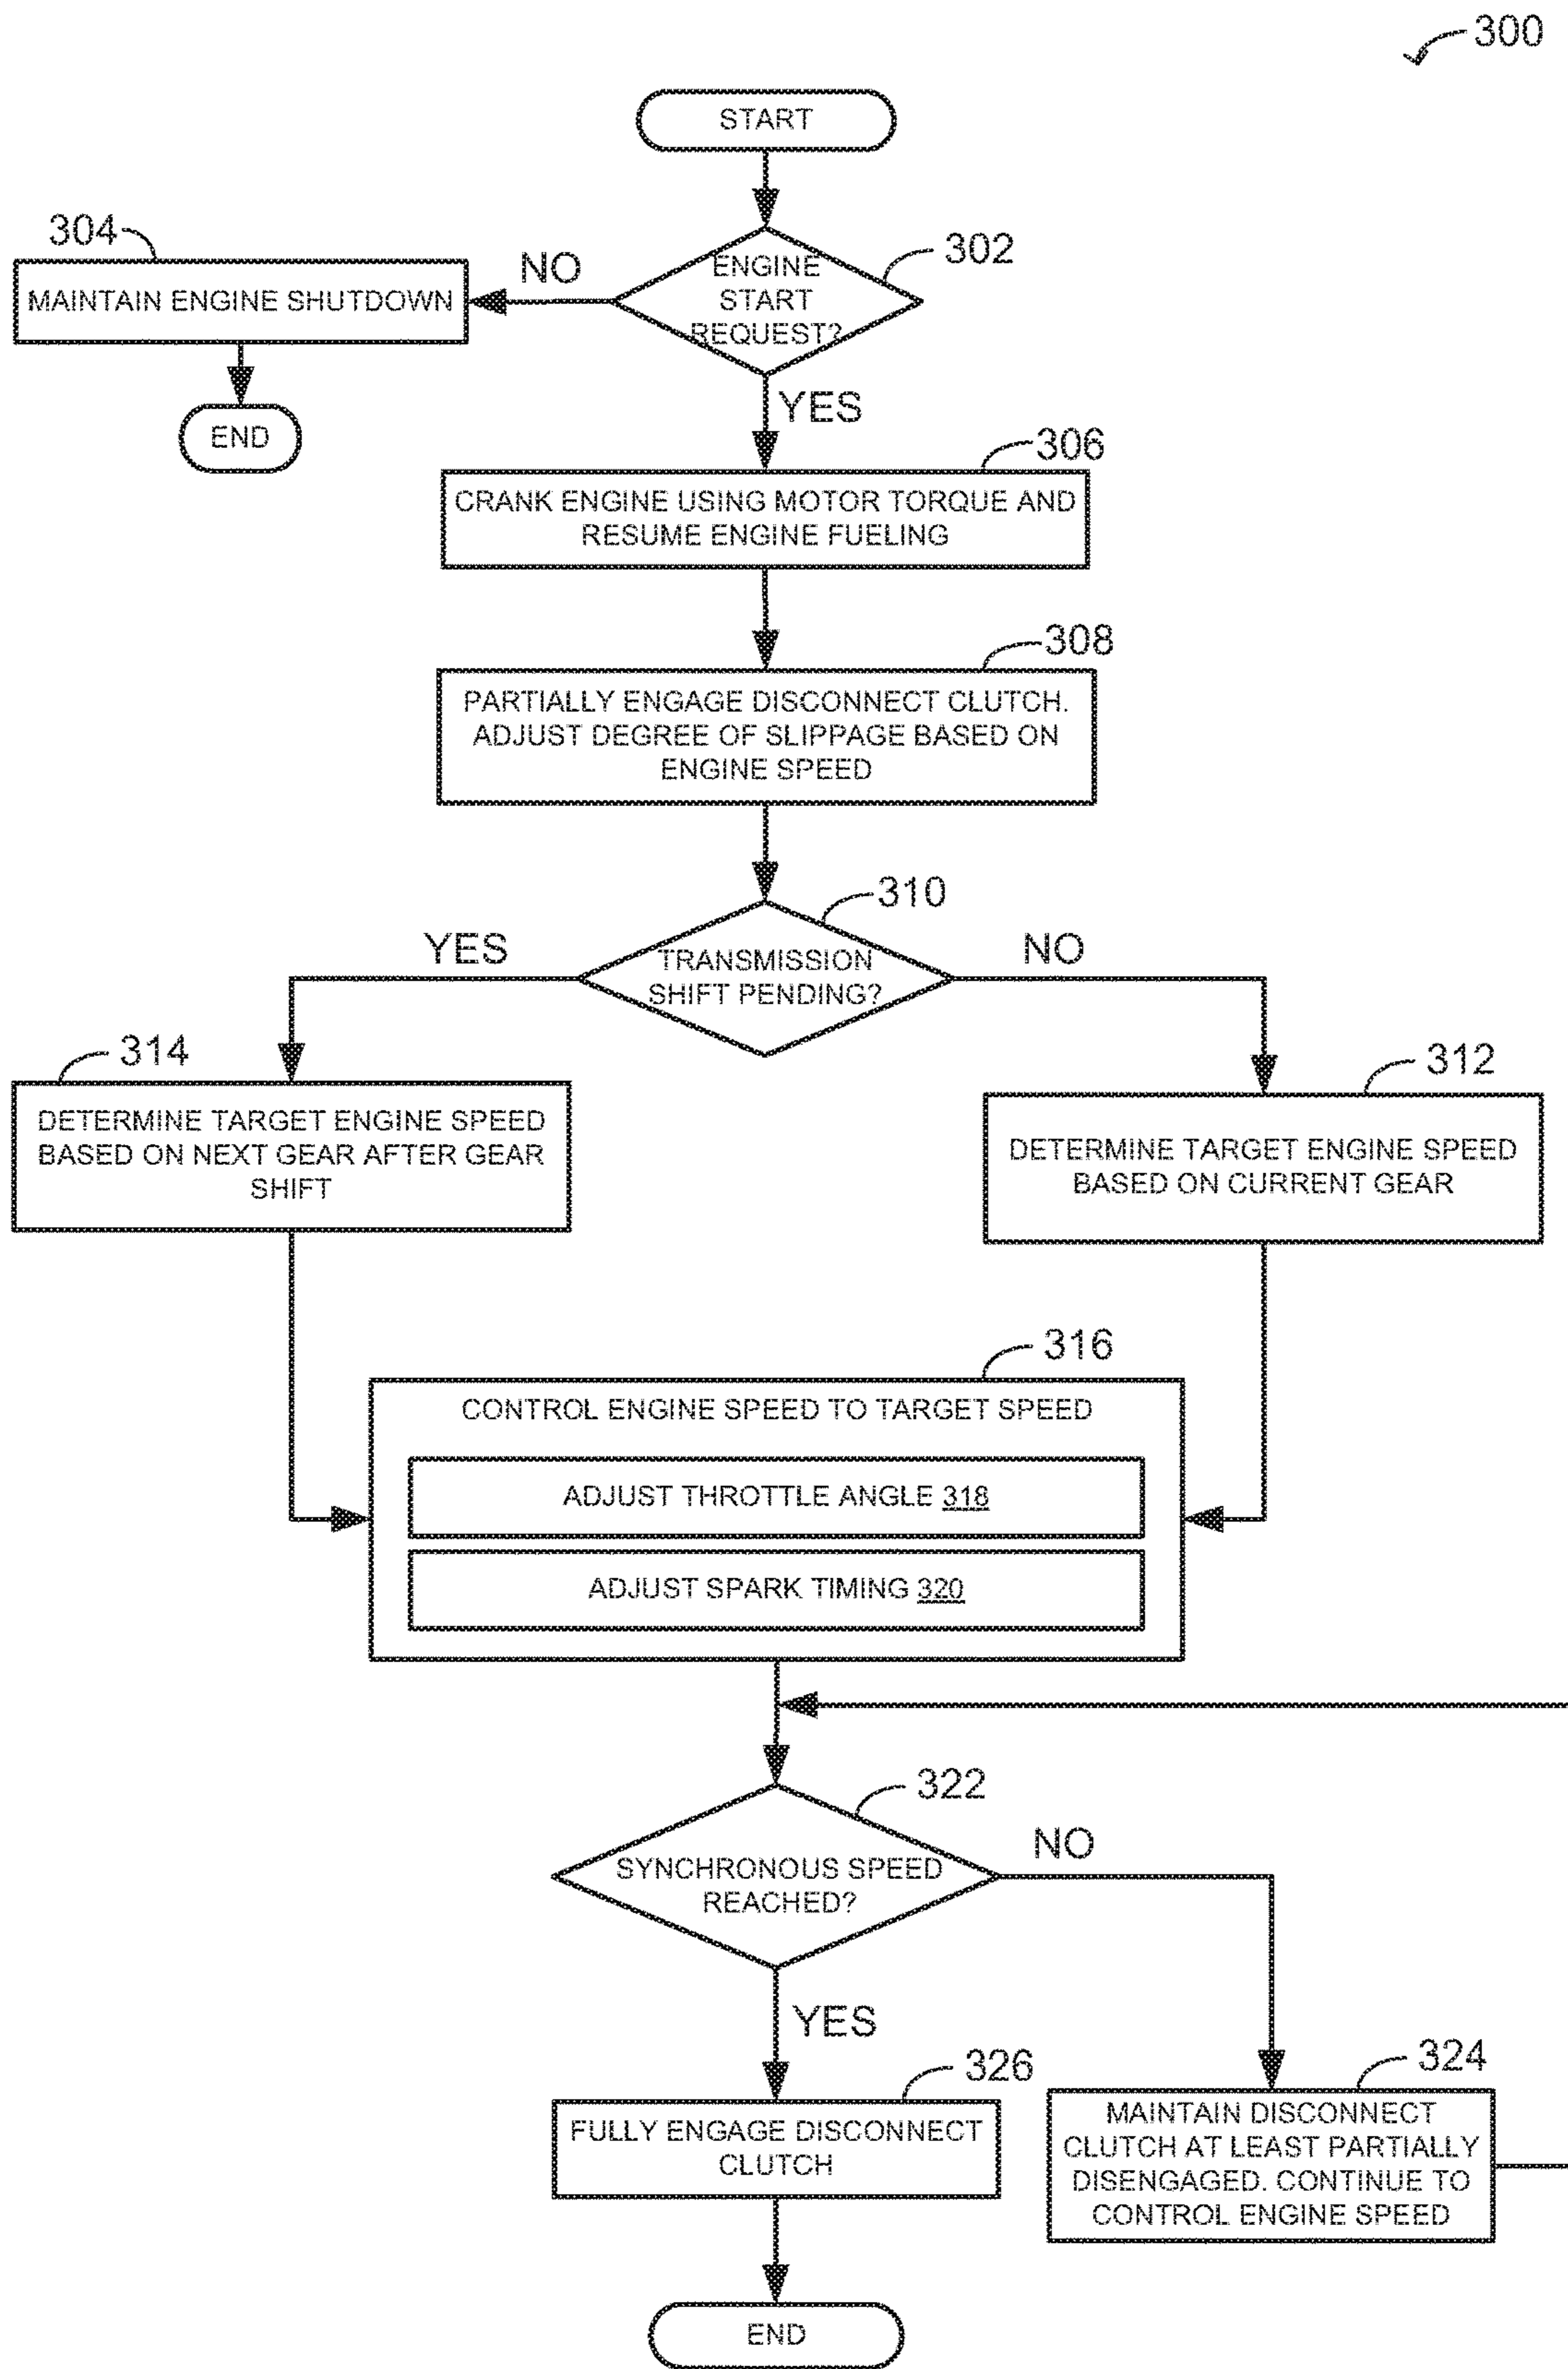 300
START
304
302
NO
ENGINE
START
REQUEST?
MAINTAIN ENGINE SHUTDOWN
YES
END
306
CRANK ENGINE USING MOTOR TORQUE AND
RESUME ENGINE FUELING
308
PARTIALLY ENGAGE DISCONNECT CLUTCH.
ADJUST DEGREE OF SLIPPAGE BASED ON
ENGINE SPEED
310
YES
NO
TRANSMISSION
SHIFT PENDING?
314
312
DETERMINE TARGET ENGINE SPEED
BASED ON NEXT GEAR AFTER GEAR
SHIFT
DETERMINE TARGET ENGINE SPEED
BASED ON CURRENT GEAR
316
CONTROL ENGINE SPEED TO TARGET SPEED
ADJUST THROTTLE ANGLE 318
ADJUST SPARK TIMING 320
322
NO
SYNCHRONOUS SPEED
REACHED?
YES
326
324
FULLY ENGAGE DISCONNECT
CLUTCH
MAINTAIN DISCONNECT
CLUTCH AT LEAST PARTIALLY
DISENGAGED. CONTINUE TO
CONTROL ENGINE SPEED
END